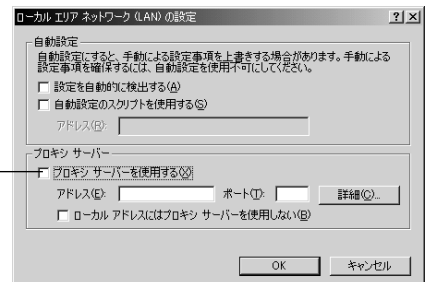 ローカル エリア ネットワーク (LAN) の設定
自動設定
自動設定にすると、手動による設定事項を上書きする場合があります。手動による
設定事項を確保するには、自動設定を使用不可にしてください。
設定を自動的に検出する(A)
自動設定のスクリプトを使用する(S)
アドレス(R):
プロキシ サーバー
プロキシ サーバーを使用する(X)
アドレス(E): ポート(T): 詳細(C)...
ローカル アドレスにはプロキシ サーバーを使用しない(B)
OK キャンセル